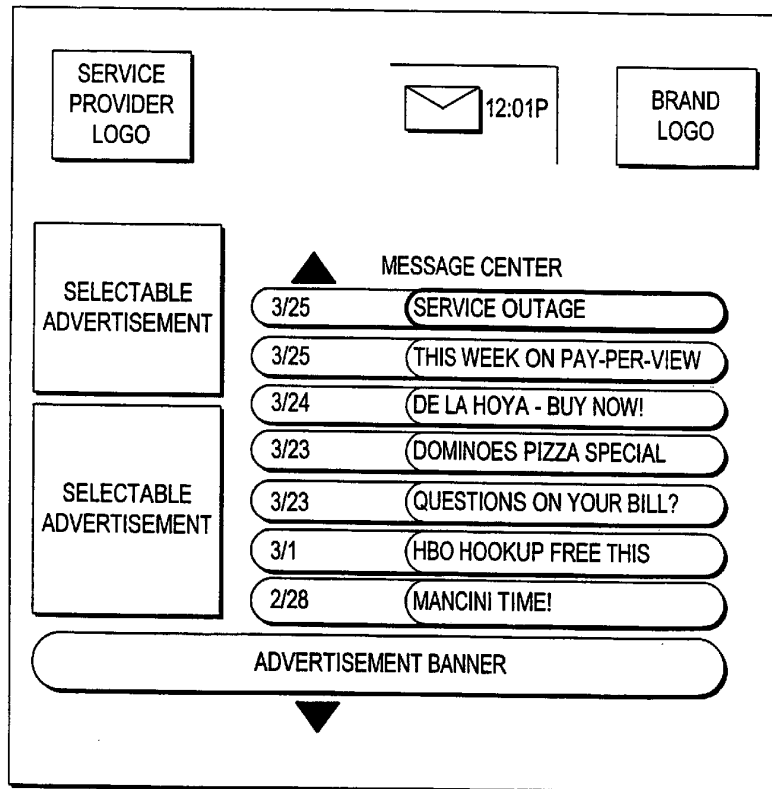 SERVICE
PROVIDER
LOGO
12:01P
BRAND
LOGO
SELECTABLE
ADVERTISEMENT
SELECTABLE
ADVERTISEMENT
MESSAGE CENTER
3/25 SERVICE OUTAGE
3/25 THIS WEEK ON PAY-PER-VIEW
3/24 DE LA HOYA - BUY NOW!
3/23 DOMINOES PIZZA SPECIAL
3/23 QUESTIONS ON YOUR BILL?
3/1 HBO HOOKUP FREE THIS
2/28 MANCINI TIME!
ADVERTISEMENT BANNER